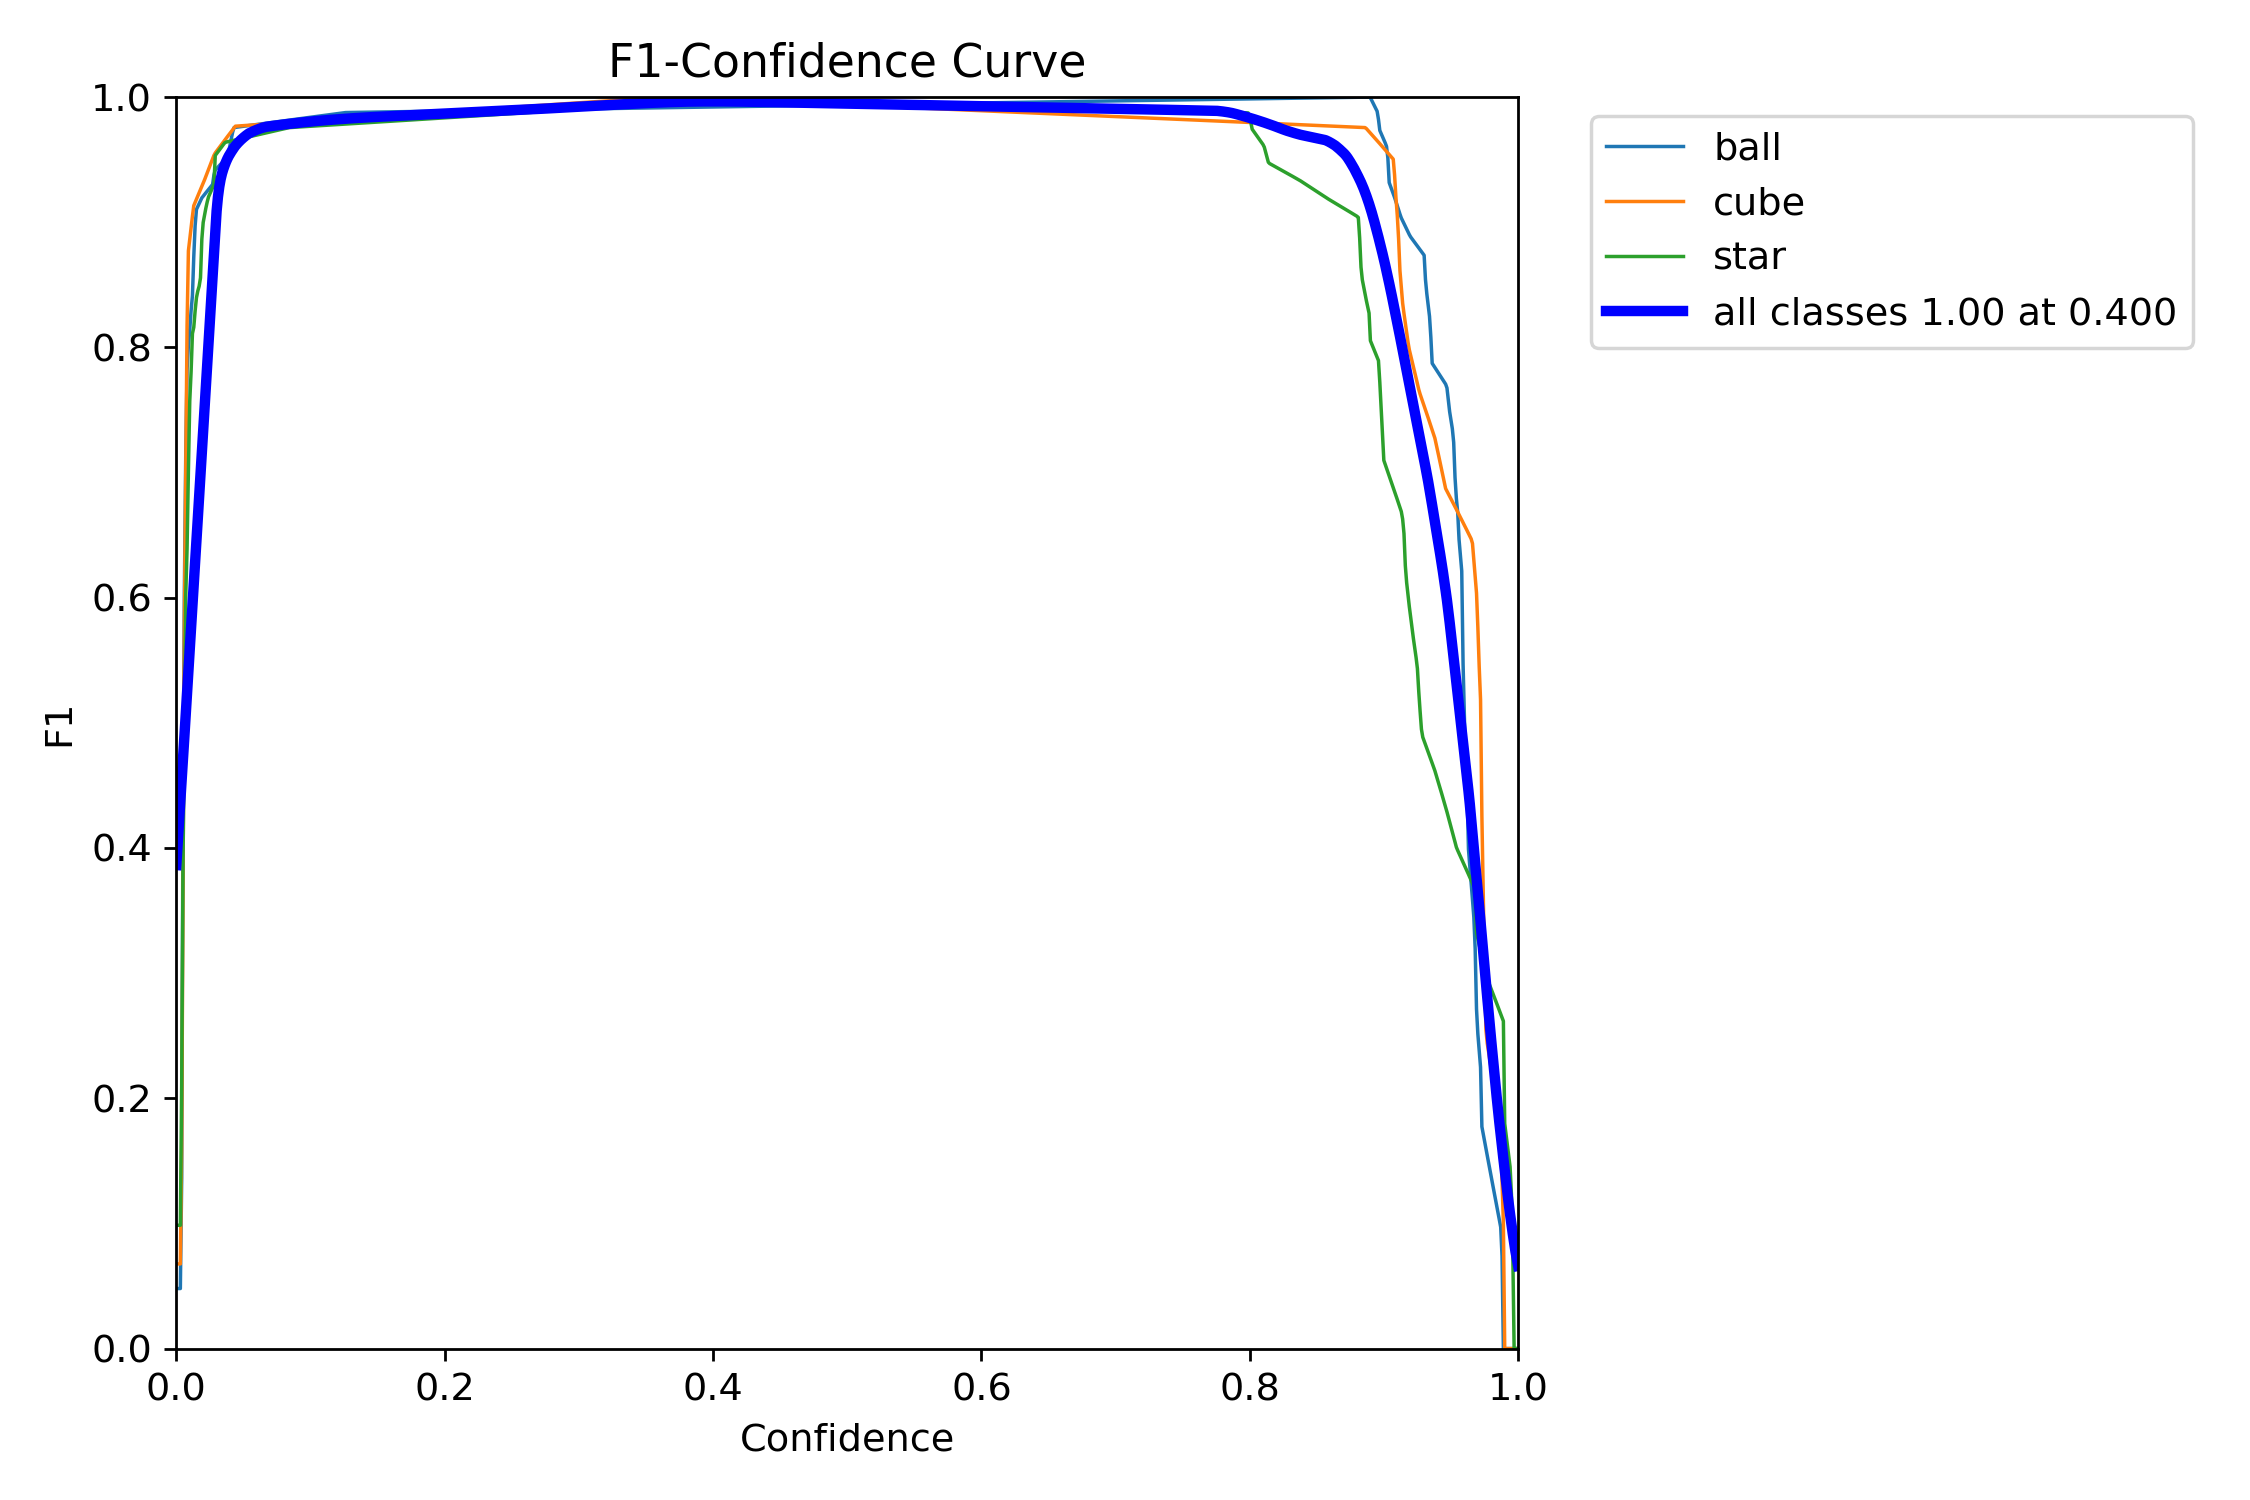 F1-Confidence Curve
1.0
0.8
0.6
0.4
0.2
0.0
F1
0.0 0.2 0.4 0.6 0.8 1.0
Confidence
ball
cube
star
all classes 1.00 at 0.400